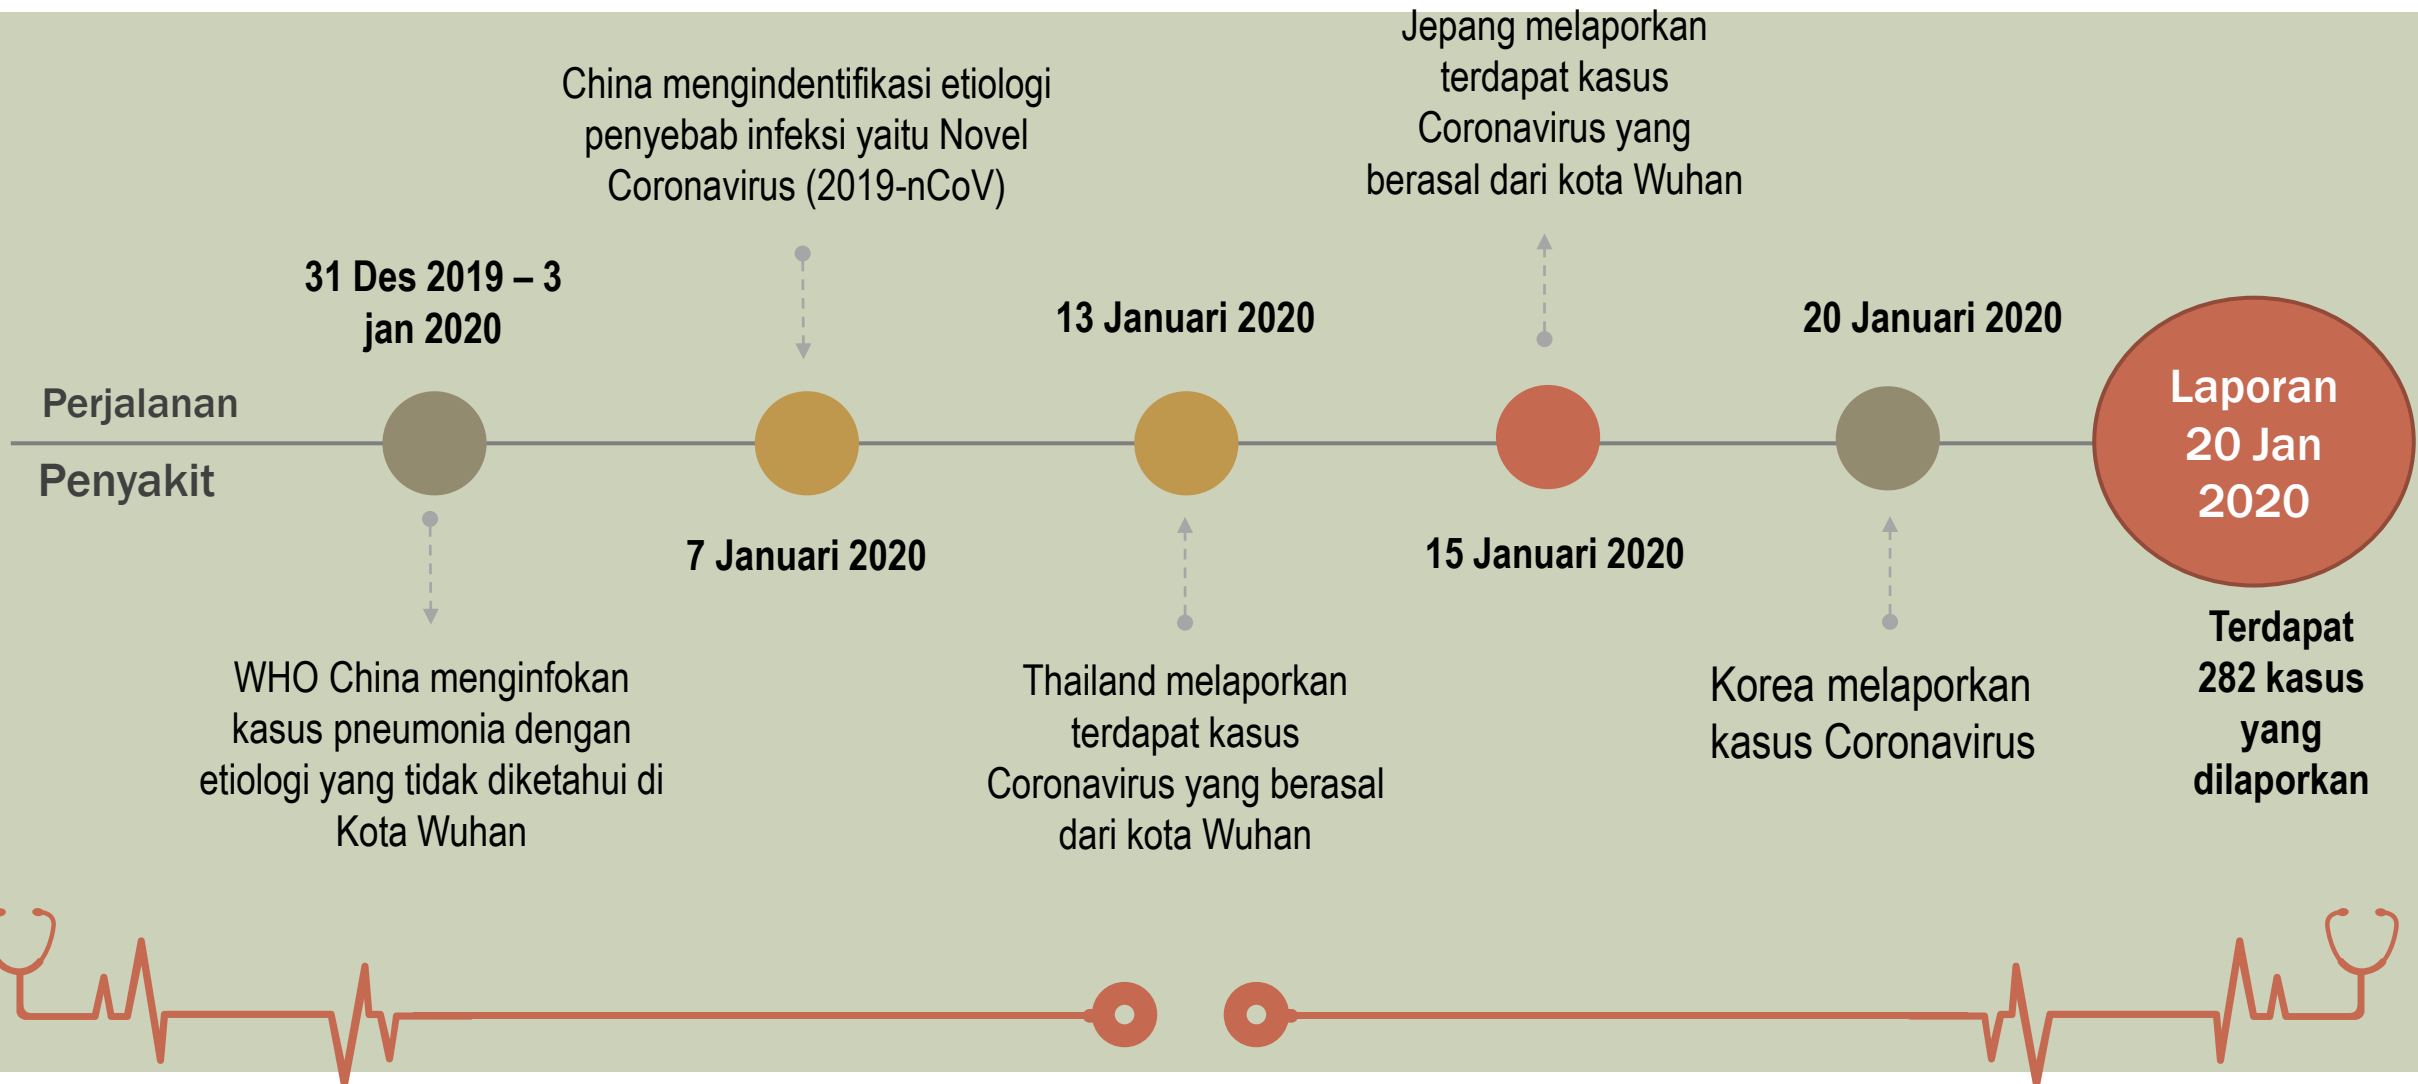 Perjalanan
Penyakit
31 Des 2019 – 3
jan 2020
WHO China menginfokan
kasus pneumonia dengan
etiologi yang tidak diketahui di
Kota Wuhan
China mengindentifikasi etiologi
penyebab infeksi yaitu Novel
Coronavirus (2019-nCoV)
7 Januari 2020
13 Januari 2020
Thailand melaporkan
terdapat kasus
Coronavirus yang berasal
dari kota Wuhan
Jepang melaporkan
terdapat kasus
Coronavirus yang
berasal dari kota Wuhan
15 Januari 2020
20 Januari 2020
Korea melaporkan
kasus Coronavirus
Laporan
20 Jan
2020
Terdapat
282 kasus
yang
dilaporkan